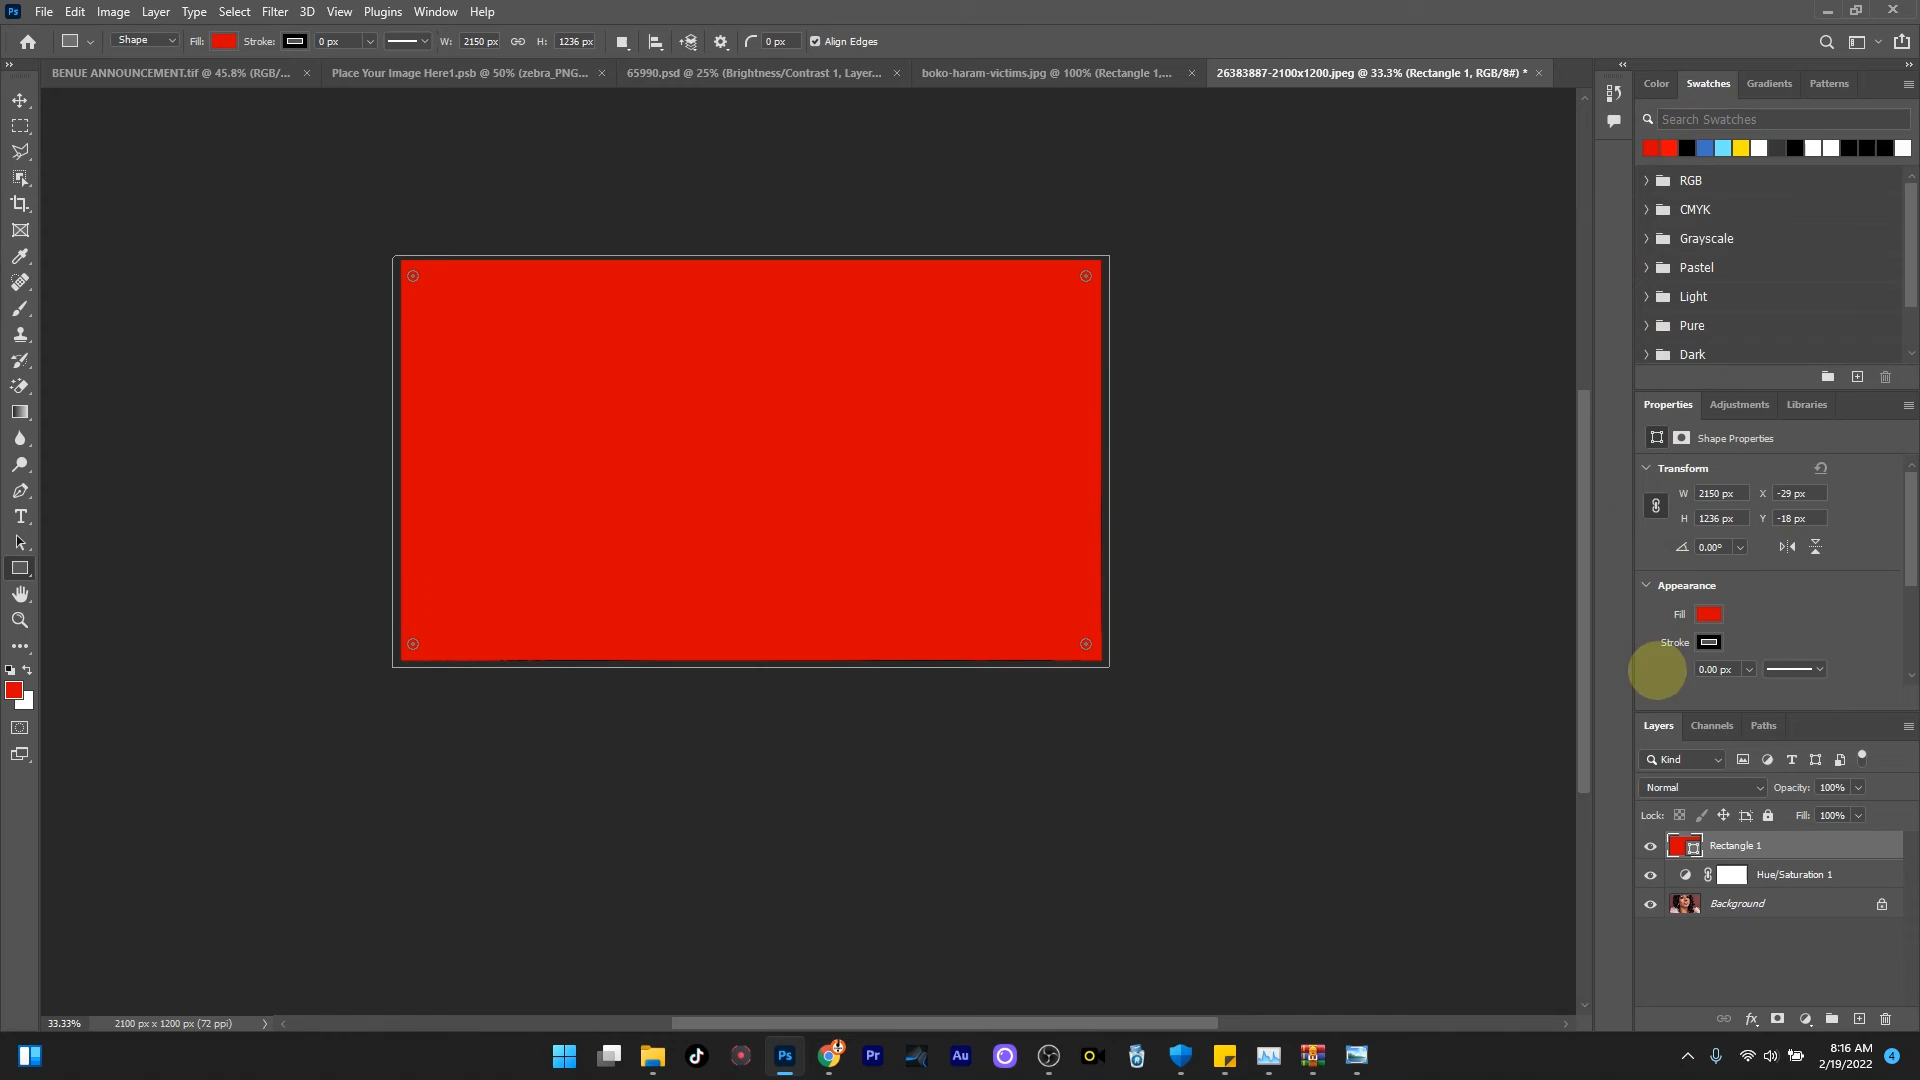 Ps File Edit Image Layer Type Select Filter 3D View Plugins Window Help
Shape Fill: Stroke: 0 px W: 2150 px H: 1236 px 0 px Align Edges
BENUE ANNOUNCEMENT.tif @ 45.8% (RGB/... × Place Your Image Here1.psb @ 50% (zebra_PNG... × 65990.psd @ 25% (Brightness/Contrast 1, Layer... × boko-haram-victims.jpg @ 100% (Rectangle 1,... × 26383887-2100x1200.jpeg @ 33.3% (Rectangle 1, RGB/8#) * ×
Color Swatches Gradients Patterns
Search Swatches
RGB
CMYK
Grayscale
Pastel
Light
Pure
Dark
Properties Adjustments Libraries
Shape Properties
Transform
W 2150 px X -29 px
H 1236 px Y -18 px
0.00°
Appearance
Fill
Stroke
0.00 px
Layers Channels Paths
Kind
Normal Opacity: 100%
Lock: Fill: 100%
Rectangle 1
Hue/Saturation 1
Background
33.33% 2100 px x 1200 px (72 ppi)
Ps Pr Au
8:16 AM
2/19/2022 4